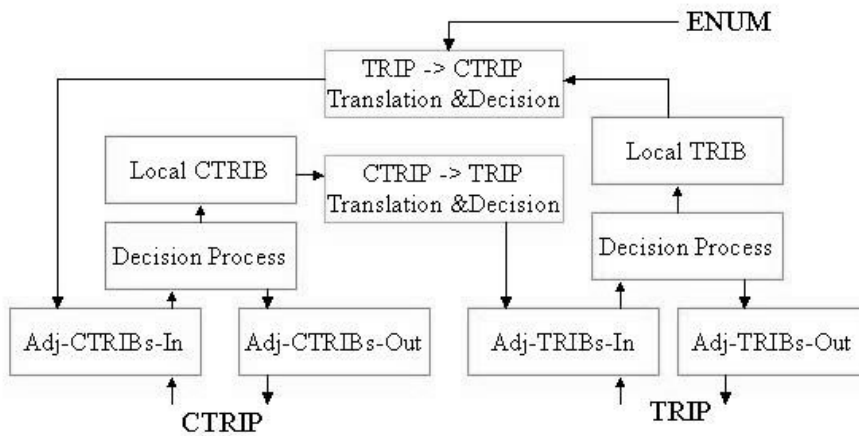 ENUM
TRIP -> CTRIP
Translation &Decision
Local CTRIB
CTRIP -> TRIP
Translation &Decision
Local TRIB
Decision Process
Decision Process
Adj-CTRIBs-In
Adj-CTRIBs-Out
Adj-TRIBs-In
Adj-TRIBs-Out
CTRIP
TRIP